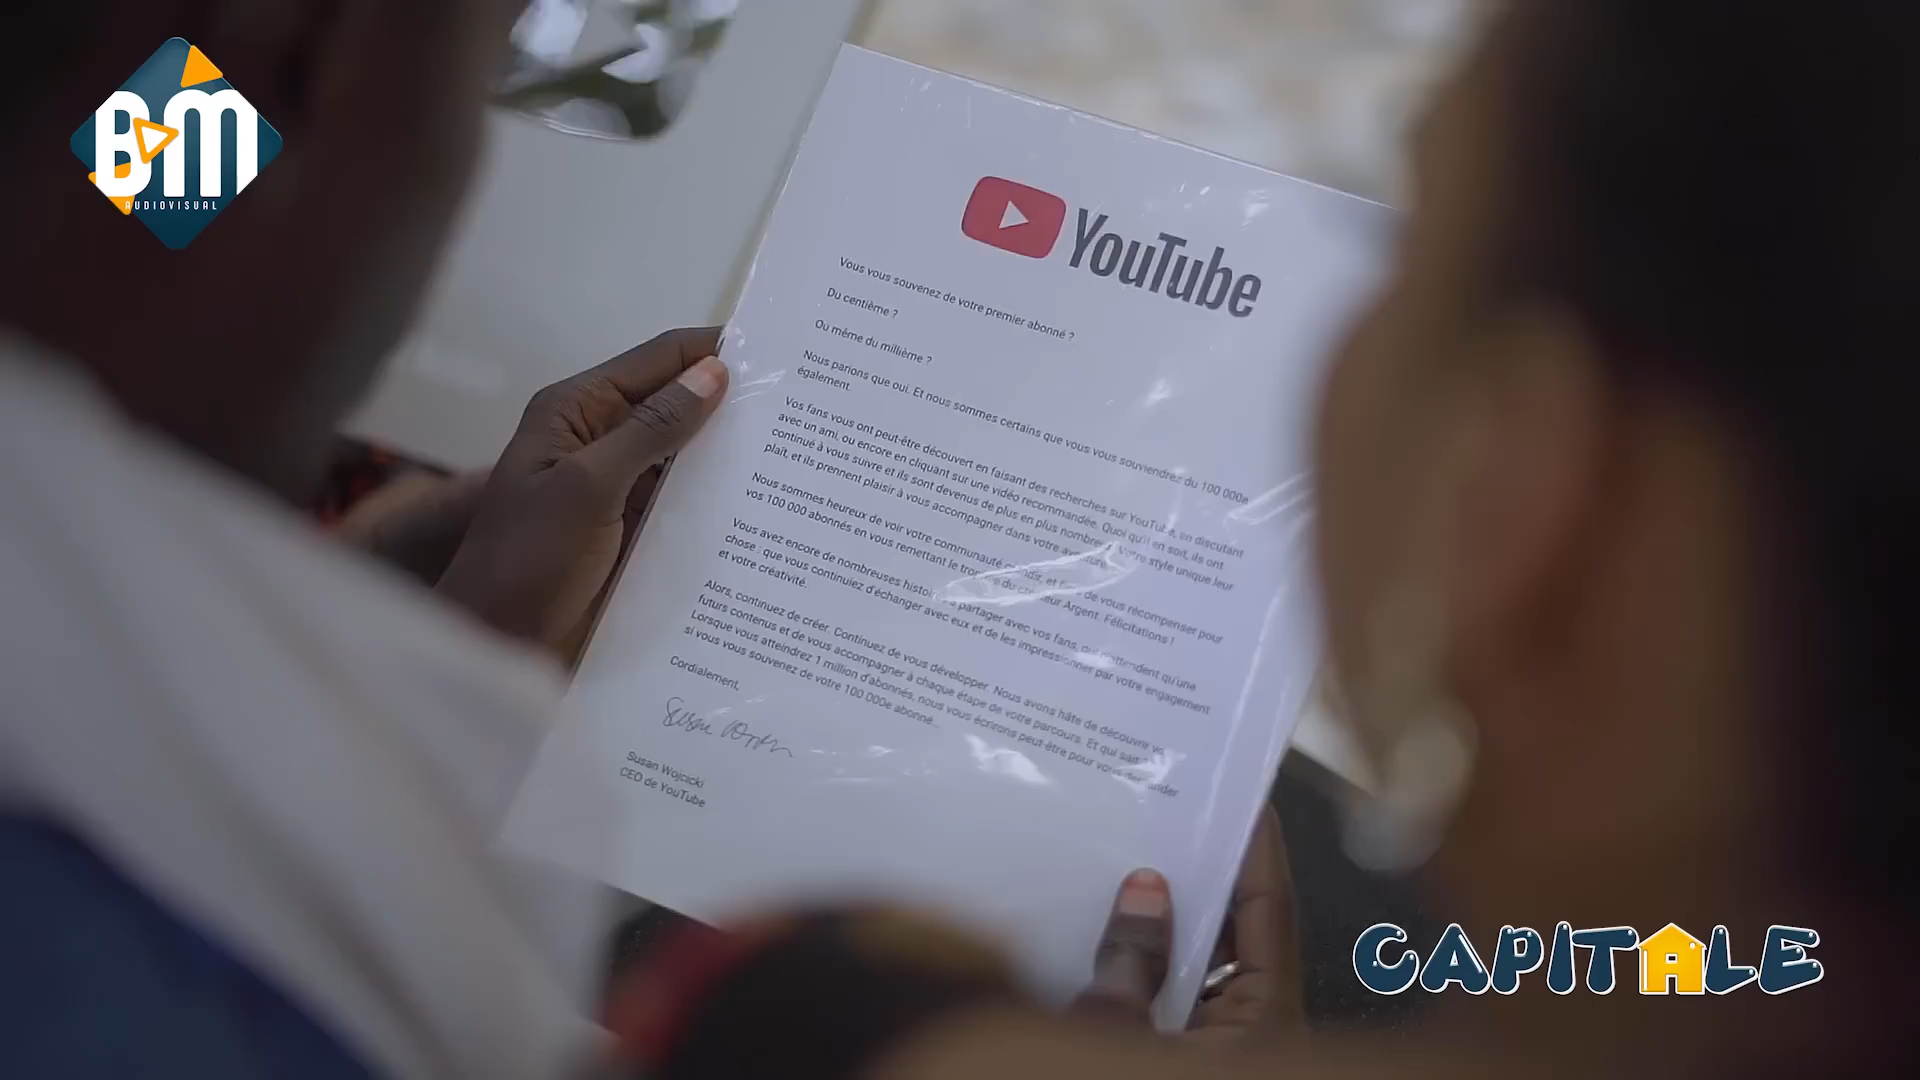 BM
AUDIOVISUAL
YouTube
Vous vous souvenez de votre premier abonné ?
Du centième ?
Ou même du millième ?
Nous parions que oui. Et nous sommes certains que vous vous souviendrez du 100 000e
également.
Vos fans vous ont peut-être découvert en faisant des recherches sur YouTube, en discutant
avec un ami, ou encore en cliquant sur une vidéo recommandée. Quoi qu'il en soit, ils ont
continué à vous suivre et ils sont devenus de plus en plus nombreux. Votre style unique leur
plaît, et ils prennent plaisir à vous accompagner dans votre aventure.
Nous sommes heureux de voir votre communauté grandir, et de vous récompenser pour
vos 100 000 abonnés en vous remettant le trophée du créateur Argent. Félicitations !
Vous avez encore de nombreuses histoires à partager avec vos fans, qui n'attendent qu'une
chose : que vous continuiez d'échanger avec eux et de les impressionner par votre engagement
et votre créativité.
Alors, continuez de créer. Continuez de vous développer. Nous avons hâte de découvrir vos
futurs contenus et de vous accompagner à chaque étape de votre parcours. Et qui sait ?
Lorsque vous atteindrez 1 million d'abonnés, nous vous écrirons peut-être pour vous demander
si vous vous souvenez de votre 100 000e abonné...
Cordialement,
Susan Wojcicki
CEO de YouTube
CAPITALE